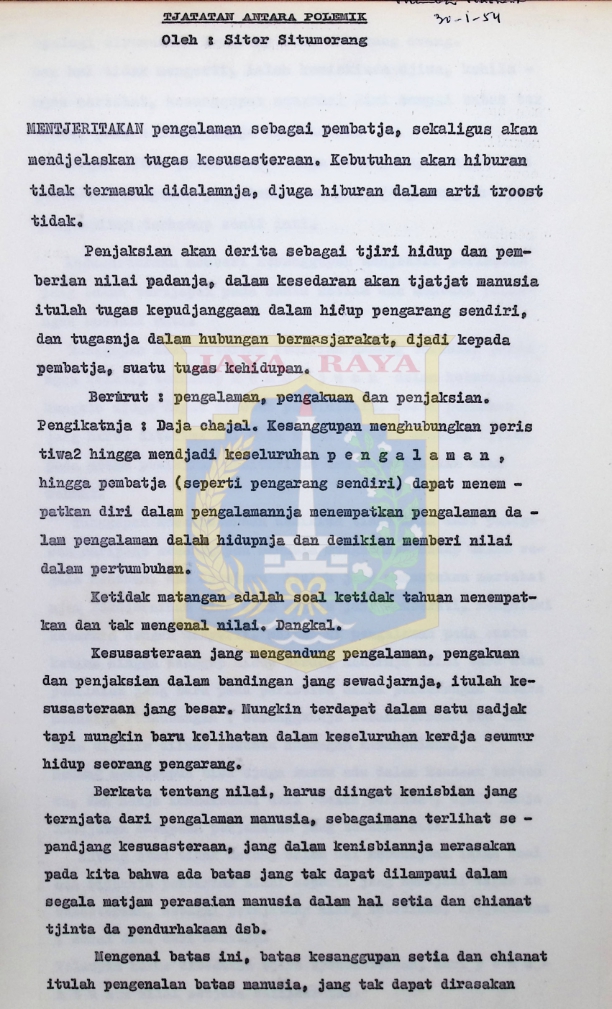 30-I-54
TJATATAN ANTARA POLEMIK
Oleh : Sitor Situmorang
MENTJERITAKAN pengalaman sebagai pembatja, sekaligus akan
mendjelaskan tugas kesusasteraan. Kebutuhan akan hiburan
tidak termasuk didalamnja, djuga hiburan dalam arti troost
tidak.
Penjaksian akan derita sebagai tjiri hidup dan pem-
berian nilai padanja, dalam kesedaran akan tjatjat manusia
itulah tugas kepudjanggaan dalam hidup pengarang sendiri,
dan tugasnja dalam hubungan bermasjarakat, djadi kepada
pembatja, suatu tugas kehidupan.
JAYA RAYA
Berurut : pengalaman, pengakuan dan penjaksian.
Pengikatnja : Daja chajal. Kesanggupan menghubungkan peris
tiwa2 hingga mendjadi keseluruhan p e n g a l a m a n ,
hingga pembatja (seperti pengarang sendiri) dapat menem -
patkan diri dalam pengalamannja menempatkan pengalaman da -
lam pengalaman dalam hidupnja dan demikian memberi nilai
dalam pertumbuhan.
Ketidak matangan adalah soal ketidak tahuan menempat-
kan dan tak mengenal nilai. Dangkal.
Kesusasteraan jang mengandung pengalaman, pengakuan
dan penjaksian dalam bandingan jang sewadjarnja, itulah ke-
susasteraan jang besar. Mungkin terdapat dalam satu sadjak
tapi mungkin baru kelihatan dalam keseluruhan kerdja seumur
hidup seorang pengarang.
Berkata tentang nilai, harus diingat kenisbian jang
ternjata dari pengalaman manusia, sebagaimana terlihat se -
pandjang kesusasteraan, jang dalam kenisbiannja merasakan
pada kita bahwa ada batas jang tak dapat dilampaui dalam
segala matjam perasaian manusia dalam hal setia dan chianat
tjinta da pendurhakaan dsb.
Mengenai batas ini, batas kesanggupan setia dan chianat
itulah pengenalan batas manusia, jang tak dapat dirasakan